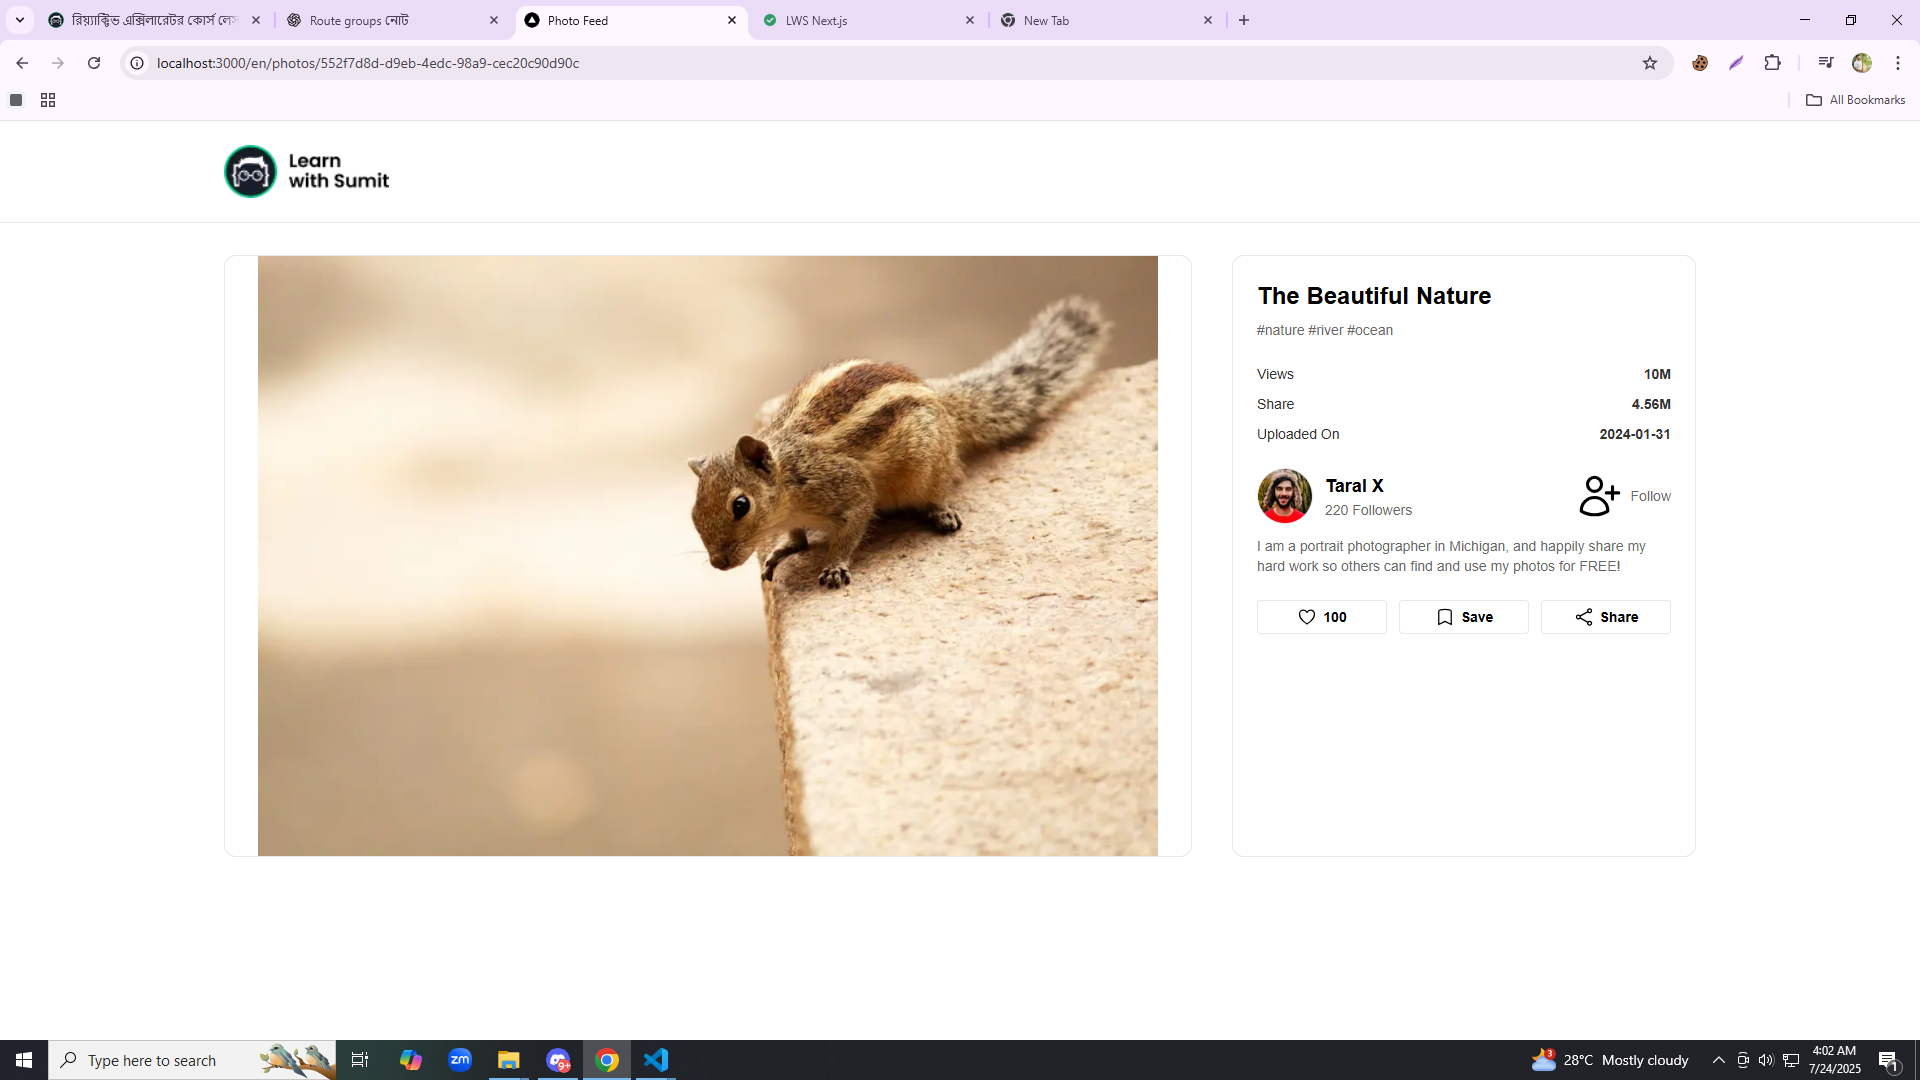 রিয়্যাক্টিভ এক্সিলারেটর কোর্স লেস
Route groups নোট
Photo Feed
LWS Next.js
New Tab
localhost:3000/en/photos/552f7d8d-d9eb-4edc-98a9-cec20c90d90c
All Bookmarks
Learn
with Sumit
The Beautiful Nature
#nature #river #ocean
Views 10M
Share 4.56M
Uploaded On 2024-01-31
Taral X
220 Followers
Follow
I am a portrait photographer in Michigan, and happily share my
hard work so others can find and use my photos for FREE!
100 Save Share
Type here to search
zm
9+
3
28°C Mostly cloudy
4:02 AM
7/24/2025
1